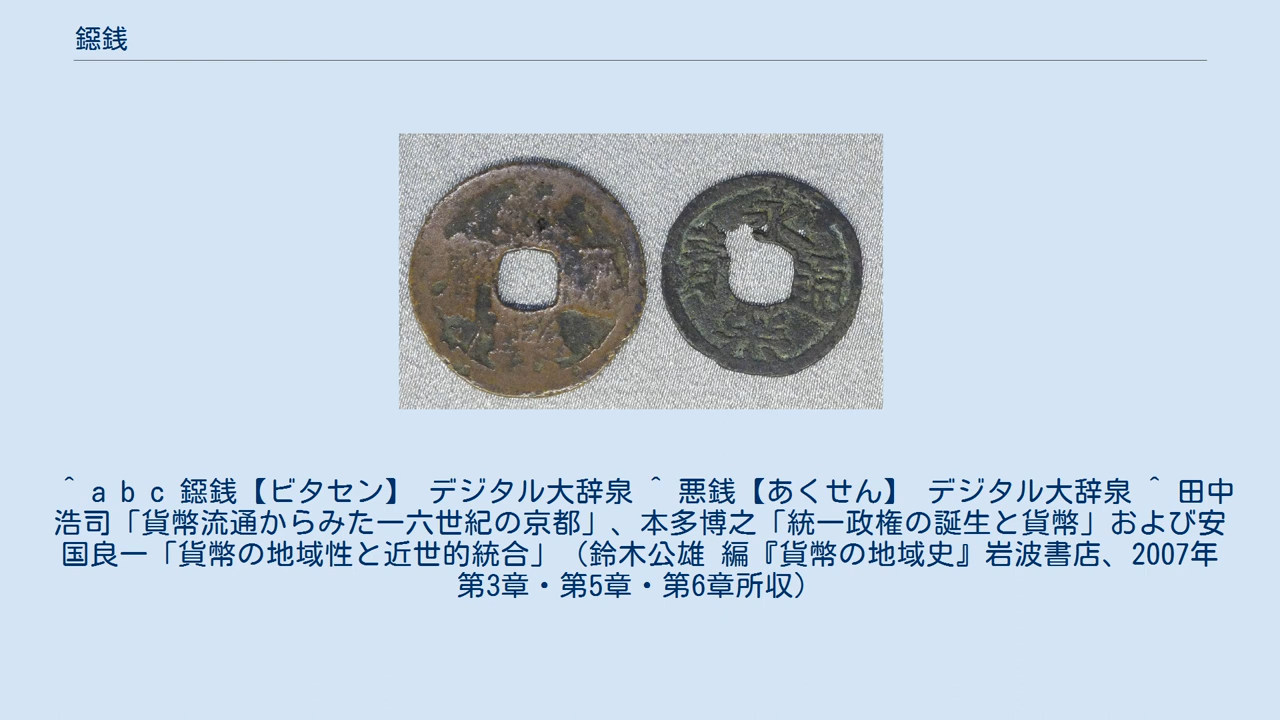 鐚銭
永
樂
通
寳
^ a b c 鐚銭【ビタセン】 デジタル大辞泉 ^ 悪銭【あくせん】 デジタル大辞泉 ^ 田中
浩司「貨幣流通からみた一六世紀の京都」、本多博之「統一政権の誕生と貨幣」および安
国良一「貨幣の地域性と近世的統合」（鈴木公雄 編『貨幣の地域史』岩波書店、2007年
第3章・第5章・第6章所収）